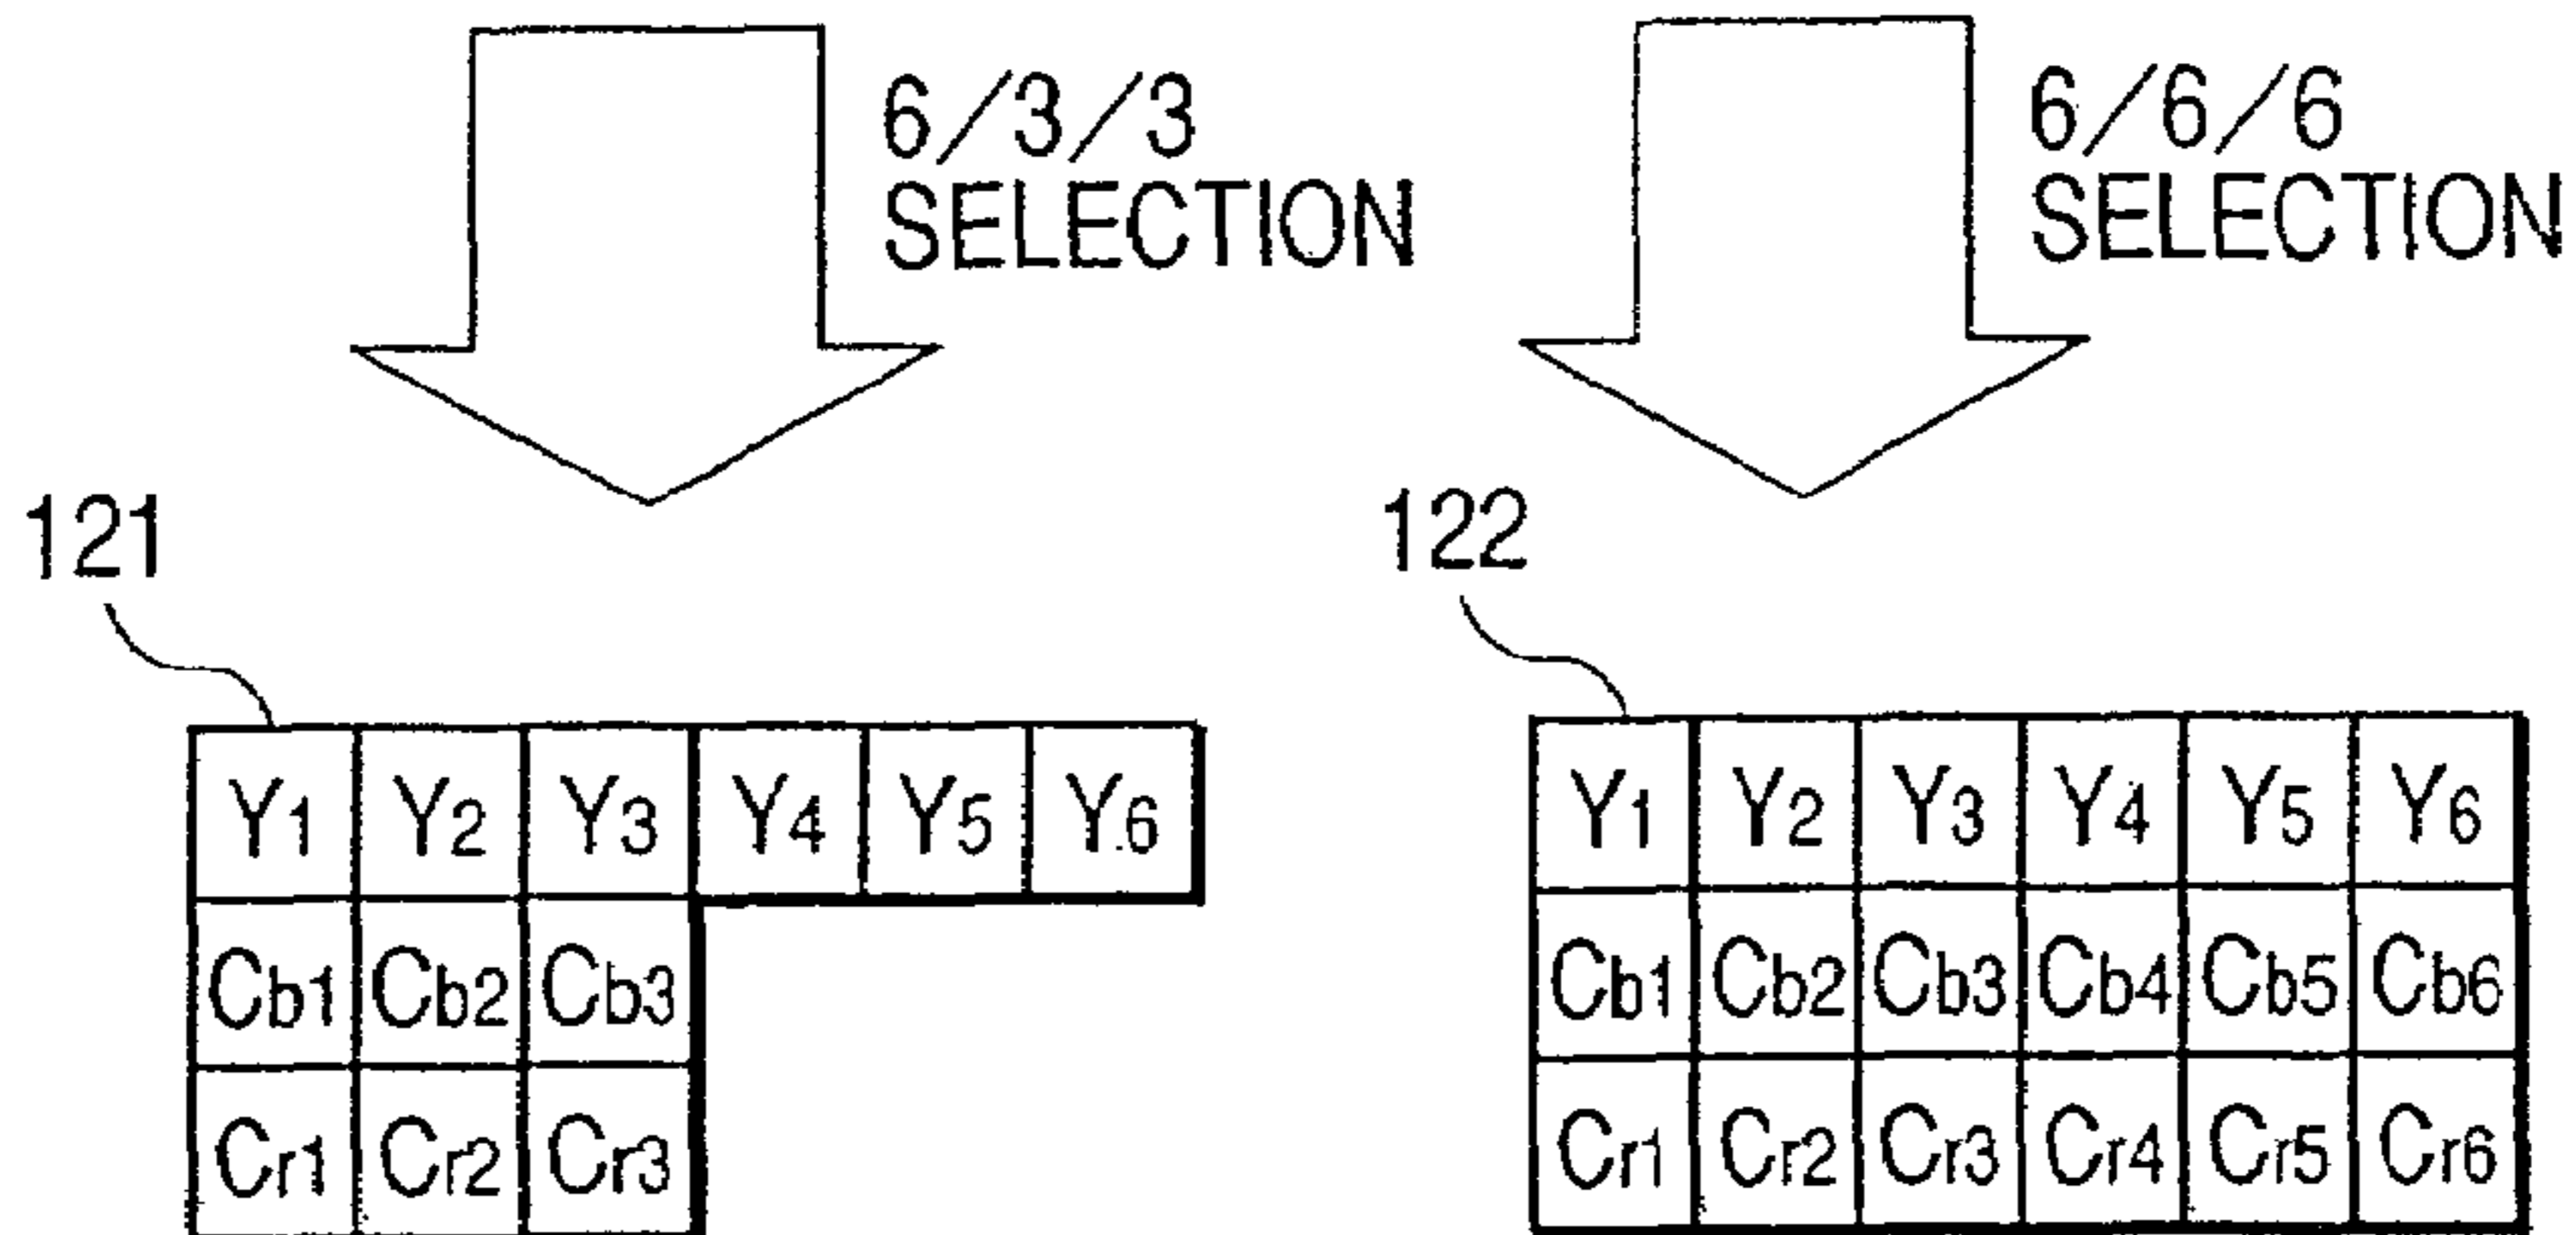 6/3/3
SELECTION
6/6/6
SELECTION
121
122
Y1 Y2 Y3 Y4 Y5 Y6
Cb1 Cb2 Cb3
Cr1 Cr2 Cr3
Y1 Y2 Y3 Y4 Y5 Y6
Cb1 Cb2 Cb3 Cb4 Cb5 Cb6
Cr1 Cr2 Cr3 Cr4 Cr5 Cr6